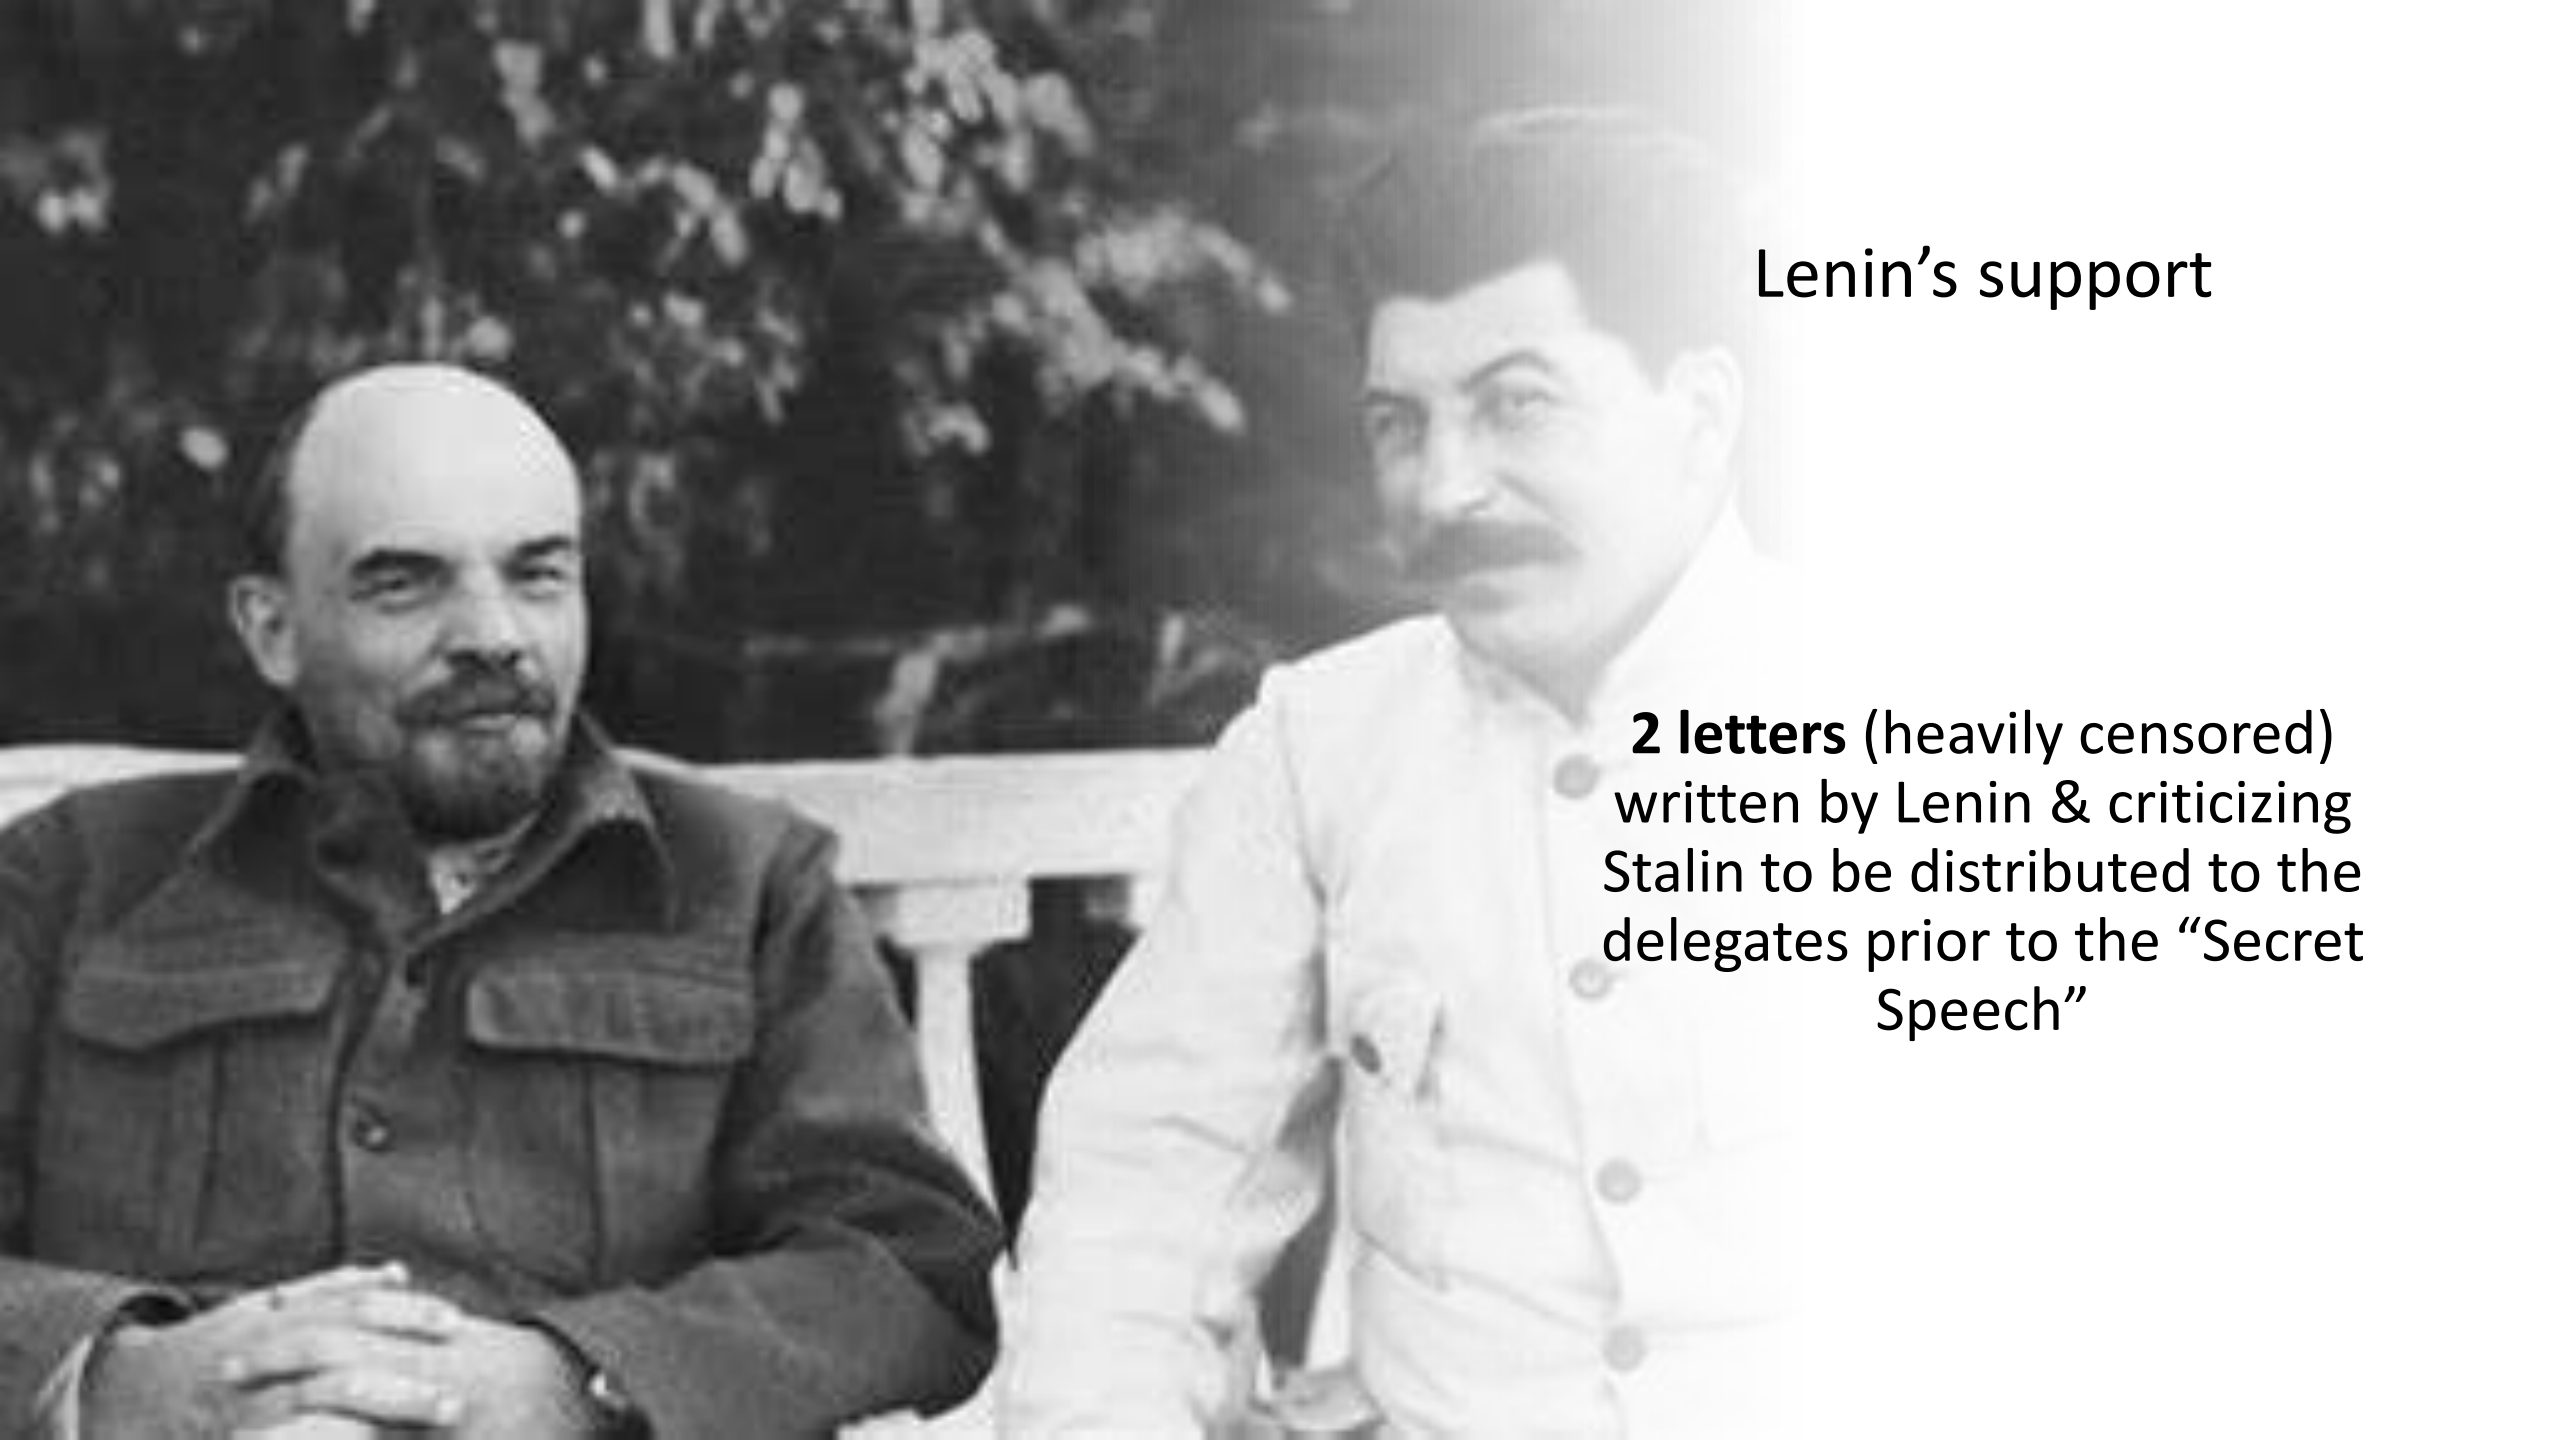 Lenin’s support
2 letters (heavily censored)
written by Lenin & criticizing
Stalin to be distributed to the
delegates prior to the “Secret
Speech”